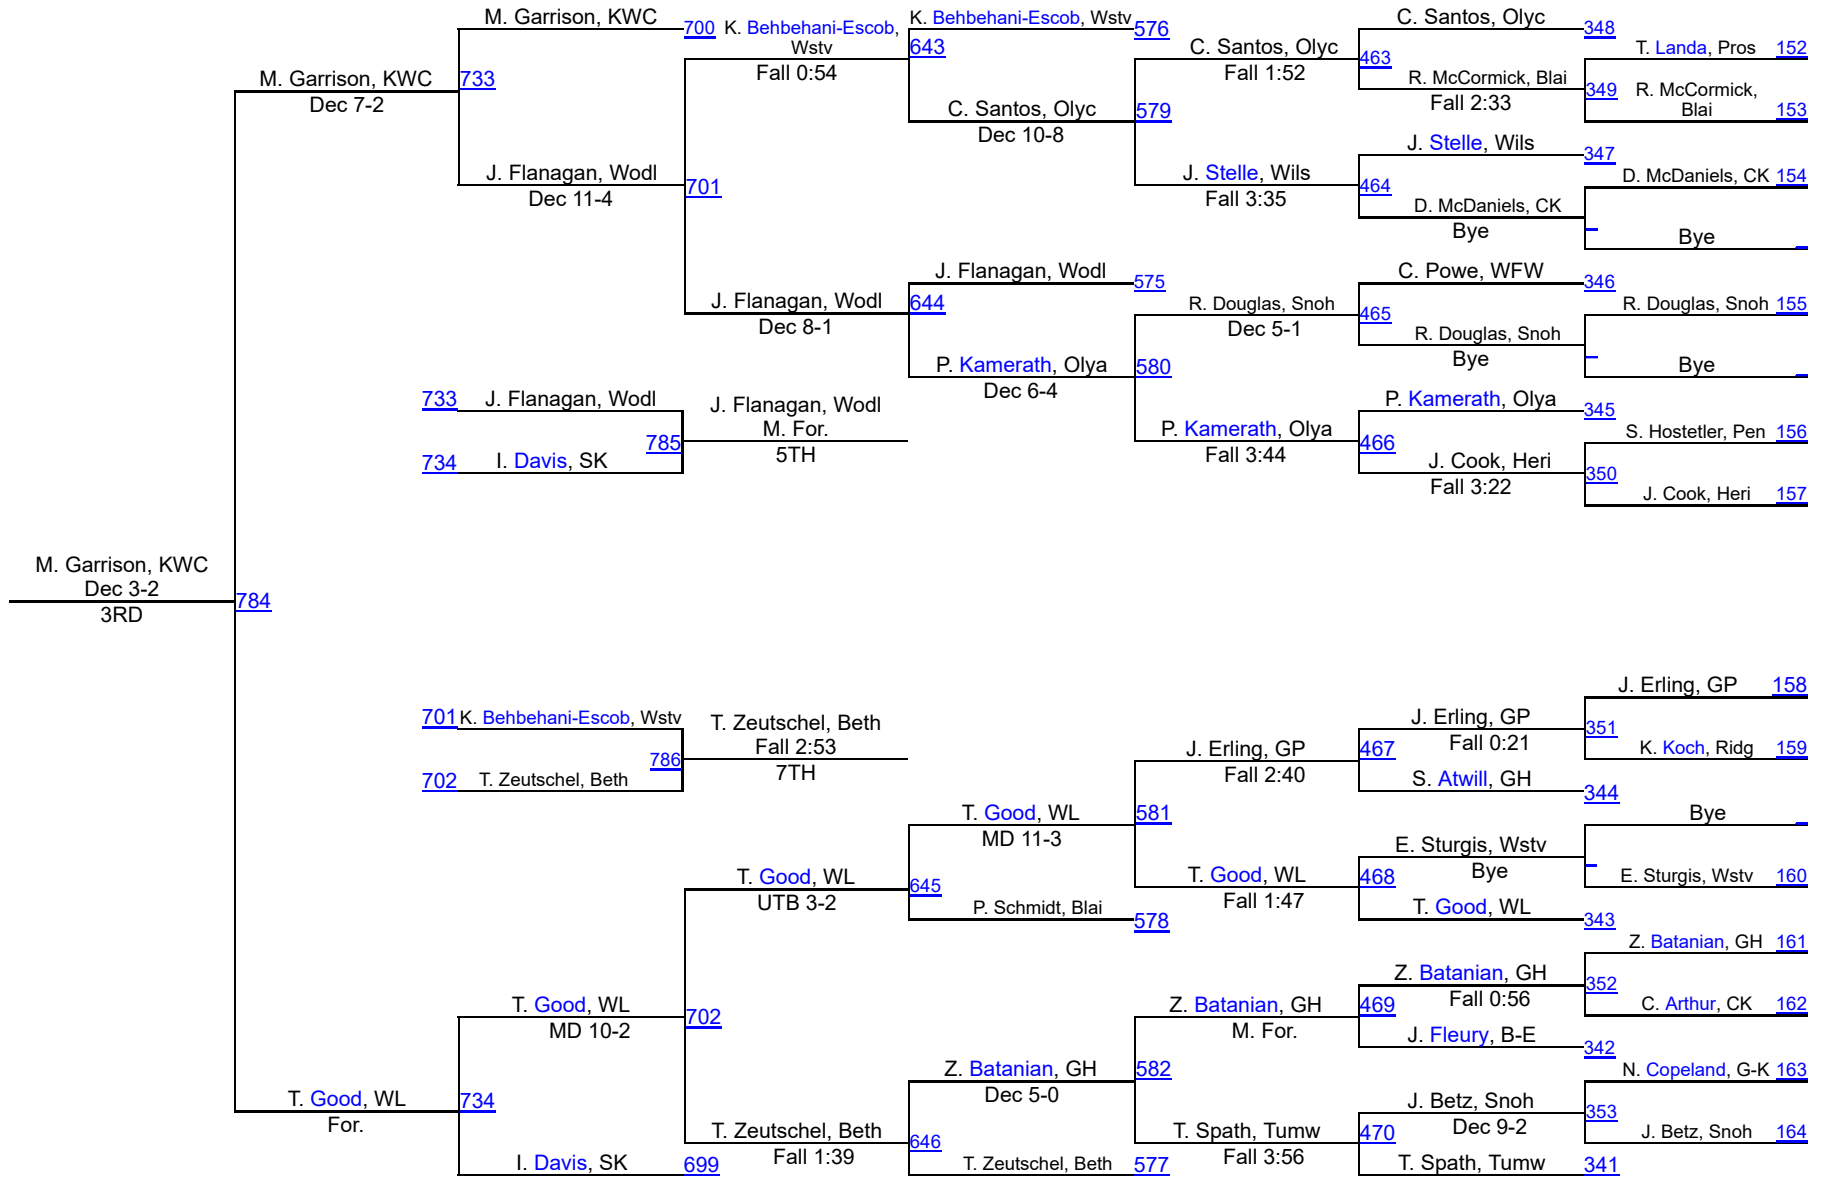 M. Garrison, KWC
700
K. Behbehani-Escob,
Wstv
Fall 0:54
K. Behbehani-Escob, Wstv
576
643
C. Santos, Olyc
Fall 1:52
C. Santos, Olyc
348
463
T. Landa, Pros 152
R. McCormick, Blai
Fall 2:33
349
R. McCormick,
Blai
153
M. Garrison, KWC
Dec 7-2
733
C. Santos, Olyc
Dec 10-8
579
J. Stelle, Wils
347
J. Flanagan, Wodl
Dec 11-4
701
J. Stelle, Wils
Fall 3:35
464
D. McDaniels, CK 154
D. McDaniels, CK
Bye
Bye
J. Flanagan, Wodl
575
C. Powe, WFW
346
J. Flanagan, Wodl
Dec 8-1
644
R. Douglas, Snoh
Dec 5-1
465
R. Douglas, Snoh 155
R. Douglas, Snoh
Bye
Bye
P. Kamerath, Olya
Dec 6-4
580
733 J. Flanagan, Wodl
J. Flanagan, Wodl
M. For.
5TH
785
734 I. Davis, SK
P. Kamerath, Olya
345
P. Kamerath, Olya
Fall 3:44
466
S. Hostetler, Pen 156
J. Cook, Heri
Fall 3:22
350
J. Cook, Heri 157
M. Garrison, KWC
Dec 3-2
3RD
784
J. Erling, GP 158
701 K. Behbehani-Escob, Wstv
T. Zeutschel, Beth
Fall 2:53
7TH
786
702 T. Zeutschel, Beth
J. Erling, GP
Fall 0:21
351
K. Koch, Ridg 159
J. Erling, GP
Fall 2:40
467
S. Atwill, GH
344
T. Good, WL
MD 11-3
581
Bye
E. Sturgis, Wstv
Bye
T. Good, WL
UTB 3-2
645
T. Good, WL
Fall 1:47
468
E. Sturgis, Wstv 160
P. Schmidt, Blai
578
T. Good, WL
343
Z. Batanian, GH 161
Z. Batanian, GH
Fall 0:56
352
T. Good, WL
MD 10-2
702
Z. Batanian, GH
M. For.
469
C. Arthur, CK 162
J. Fleury, B-E
342
Z. Batanian, GH
Dec 5-0
582
N. Copeland, G-K 163
T. Good, WL
For.
734
J. Betz, Snoh
Dec 9-2
353
T. Zeutschel, Beth
Fall 1:39
646
T. Spath, Tumw
Fall 3:56
470
J. Betz, Snoh 164
I. Davis, SK
699
T. Zeutschel, Beth
577
T. Spath, Tumw
341